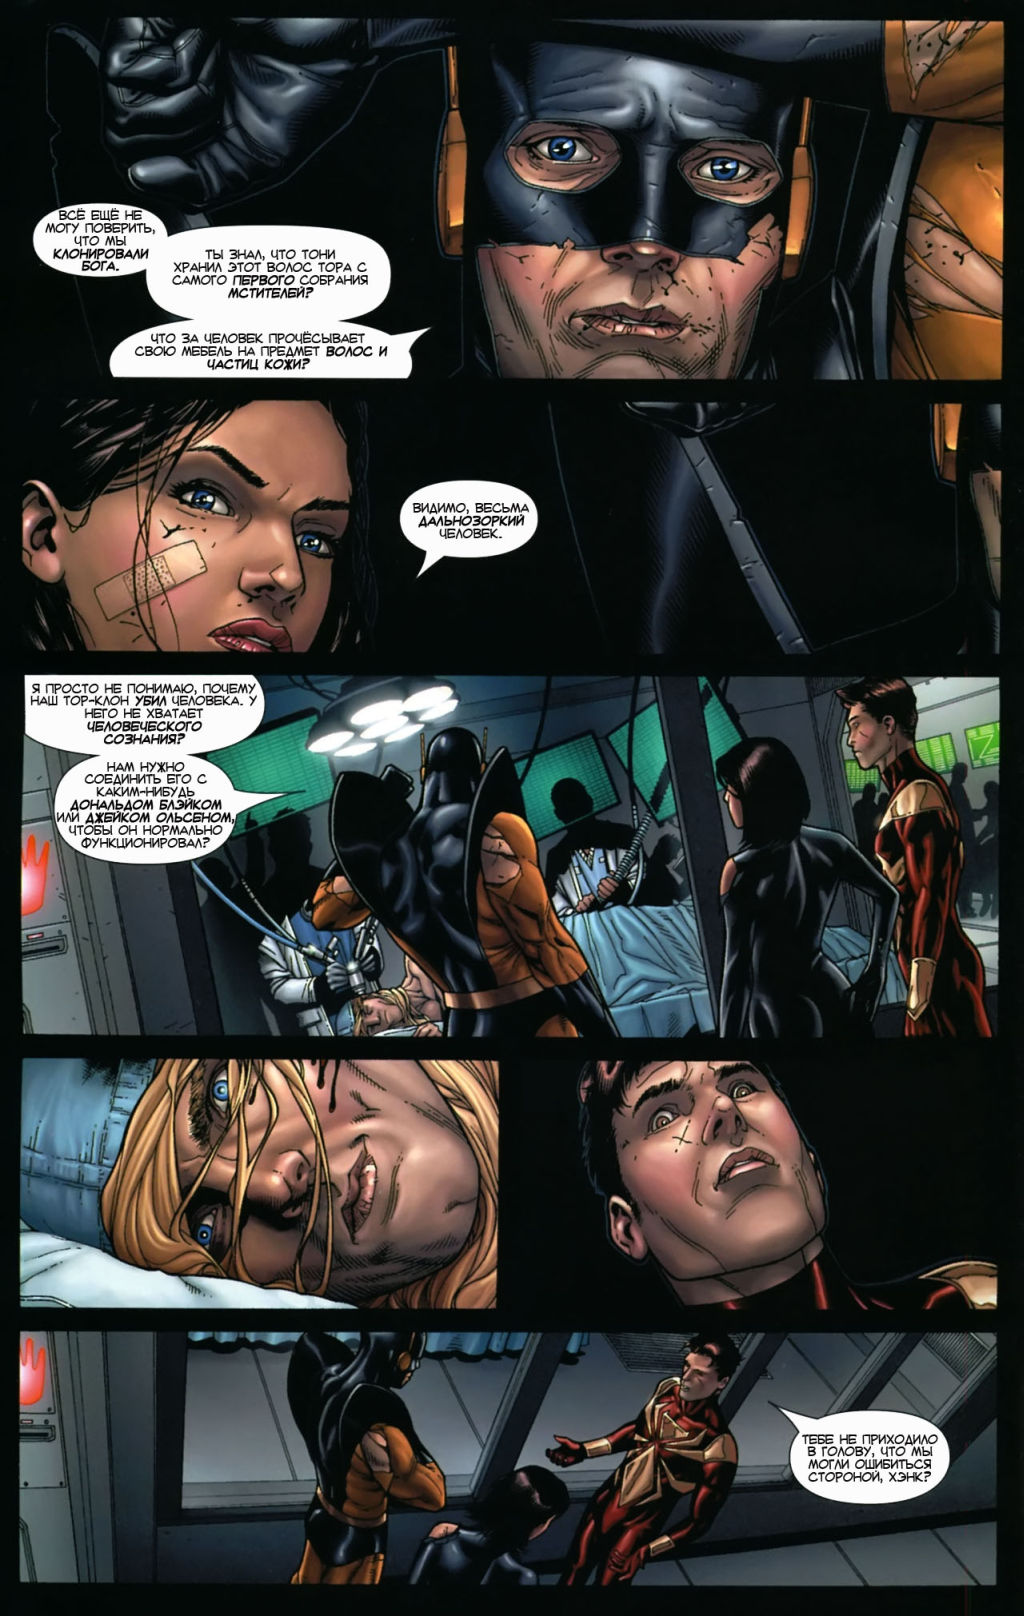 ВСЁ ЕЩЁ НЕ
МОГУ ПОВЕРИТЬ,
ЧТО МЫ
КЛОНИРОВАЛИ
БОГА.
ТЫ ЗНАЛ, ЧТО ТОНИ
ХРАНИЛ ЭТОТ ВОЛОС ТОРА С
САМОГО ПЕРВОГО СОБРАНИЯ
МСТИТЕЛЕЙ?
ЧТО ЗА ЧЕЛОВЕК ПРОЧЁСЫВАЕТ
СВОЮ МЕБЕЛЬ НА ПРЕДМЕТ ВОЛОС И
ЧАСТИЦ КОЖИ?
ВИДИМО, ВЕСЬМА
ДАЛЬНОЗОРКИЙ
ЧЕЛОВЕК.
Я ПРОСТО НЕ ПОНИМАЮ, ПОЧЕМУ
НАШ ТОР-КЛОН УБИЛ ЧЕЛОВЕКА. У
НЕГО НЕ ХВАТАЕТ
ЧЕЛОВЕЧЕСКОГО
СОЗНАНИЯ?
НАМ НУЖНО
СОЕДИНИТЬ ЕГО С
КАКИМ-НИБУДЬ
ДОНАЛЬДОМ БЛЭЙКОМ
ИЛИ ДЖЕЙКОМ ОЛЬСЕНОМ,
ЧТОБЫ ОН НОРМАЛЬНО
ФУНКЦИОНИРОВАЛ?
ТЕБЕ НЕ ПРИХОДИЛО
В ГОЛОВУ, ЧТО МЫ
МОГЛИ ОШИБИТЬСЯ
СТОРОНОЙ, ХЭНК?